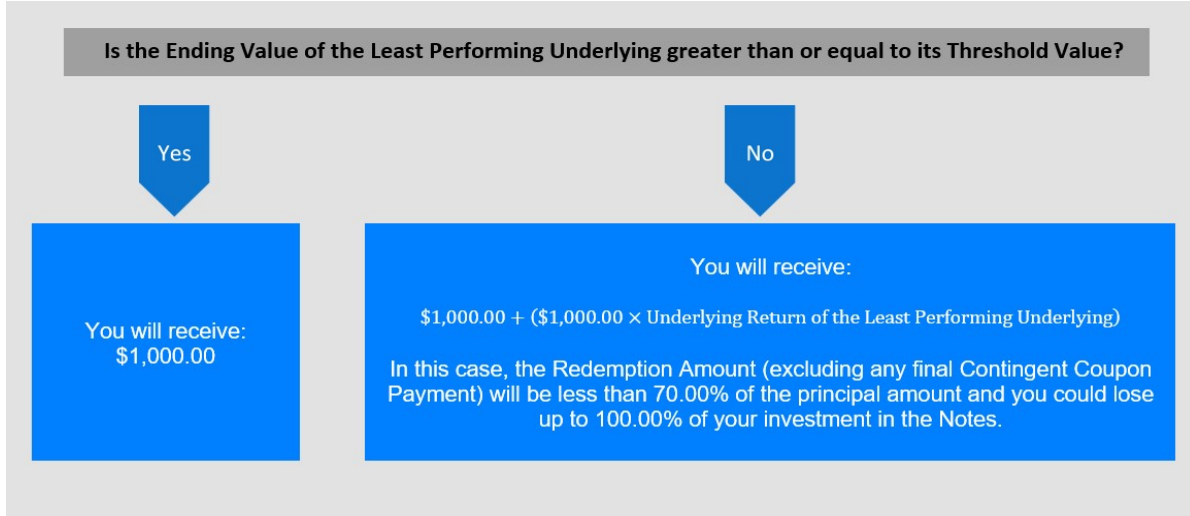 Is the Ending Value of the Least Performing Underlying greater than or equal to its Threshold Value?
Yes
No
You will receive:
$1,000.00
You will receive:
$1,000.00 + ($1,000.00 × Underlying Return of the Least Performing Underlying)
In this case, the Redemption Amount (excluding any final Contingent Coupon
Payment) will be less than 70.00% of the principal amount and you could lose
up to 100.00% of your investment in the Notes.